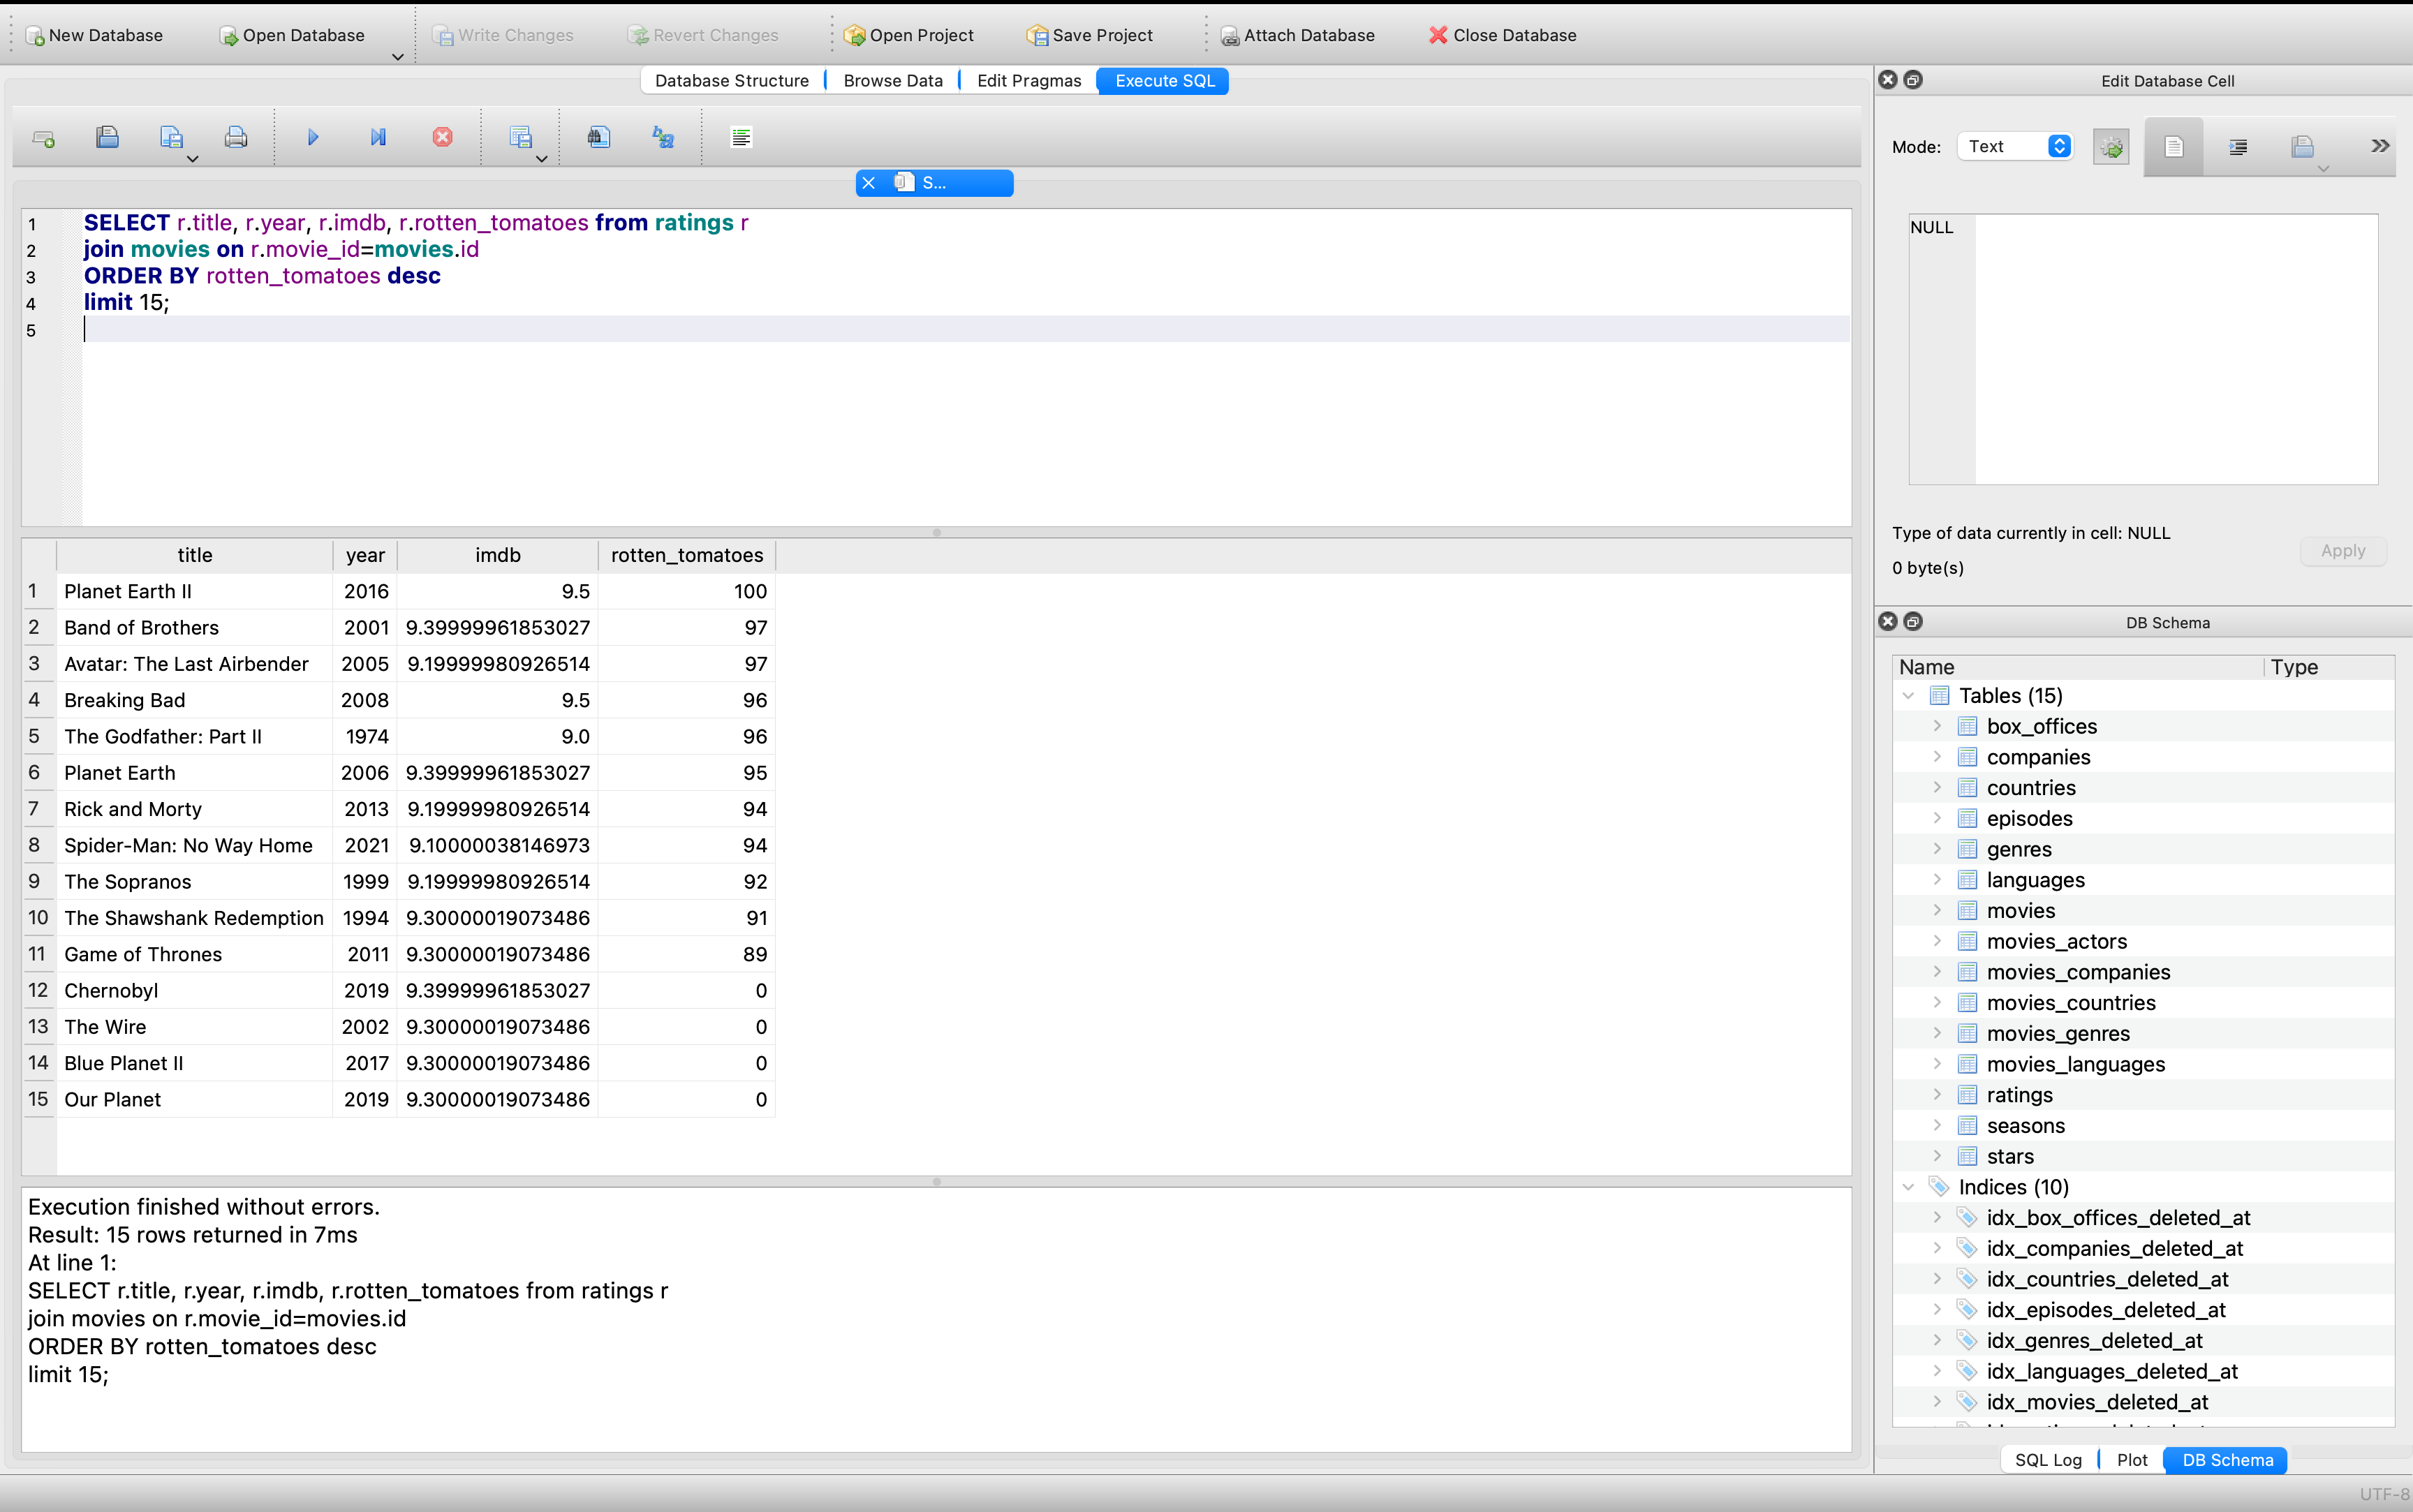 New Database Open Database Write Changes Revert Changes Open Project Save Project Attach Database Close Database
Database Structure Browse Data Edit Pragmas Execute SQL
S...
1 SELECT r.title, r.year, r.imdb, r.rotten_tomatoes from ratings r
2 join movies on r.movie_id=movies.id
3 ORDER BY rotten_tomatoes desc
4 limit 15;
5
title year imdb rotten_tomatoes
1 Planet Earth II 2016 9.5 100
2 Band of Brothers 2001 9.39999961853027 97
3 Avatar: The Last Airbender 2005 9.19999980926514 97
4 Breaking Bad 2008 9.5 96
5 The Godfather: Part II 1974 9.0 96
6 Planet Earth 2006 9.39999961853027 95
7 Rick and Morty 2013 9.19999980926514 94
8 Spider-Man: No Way Home 2021 9.10000038146973 94
9 The Sopranos 1999 9.19999980926514 92
10 The Shawshank Redemption 1994 9.30000019073486 91
11 Game of Thrones 2011 9.30000019073486 89
12 Chernobyl 2019 9.39999961853027 0
13 The Wire 2002 9.30000019073486 0
14 Blue Planet II 2017 9.30000019073486 0
15 Our Planet 2019 9.30000019073486 0
Execution finished without errors.
Result: 15 rows returned in 7ms
At line 1:
SELECT r.title, r.year, r.imdb, r.rotten_tomatoes from ratings r
join movies on r.movie_id=movies.id
ORDER BY rotten_tomatoes desc
limit 15;
Edit Database Cell
Mode: Text
NULL
Type of data currently in cell: NULL
0 byte(s)
Apply
DB Schema
Name Type
Tables (15)
box_offices
companies
countries
episodes
genres
languages
movies
movies_actors
movies_companies
movies_countries
movies_genres
movies_languages
ratings
seasons
stars
Indices (10)
idx_box_offices_deleted_at
idx_companies_deleted_at
idx_countries_deleted_at
idx_episodes_deleted_at
idx_genres_deleted_at
idx_languages_deleted_at
idx_movies_deleted_at
SQL Log Plot DB Schema
UTF-8